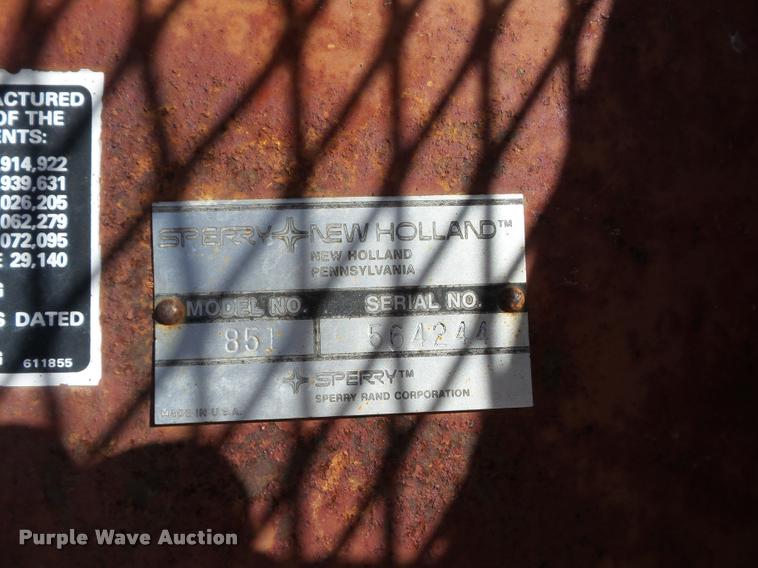 ACTURED
OF THE
ENTS:
,914,922
,939,631
,026,205
,062,279
,072,095
E 29,140
G
S DATED
G
611855
SPERRY NEW HOLLAND™
NEW HOLLAND
PENNSYLVANIA
MODEL NO. SERIAL NO.
851 564244
SPERRY™
SPERRY RAND CORPORATION
MADE IN U.S.A.
Purple Wave Auction